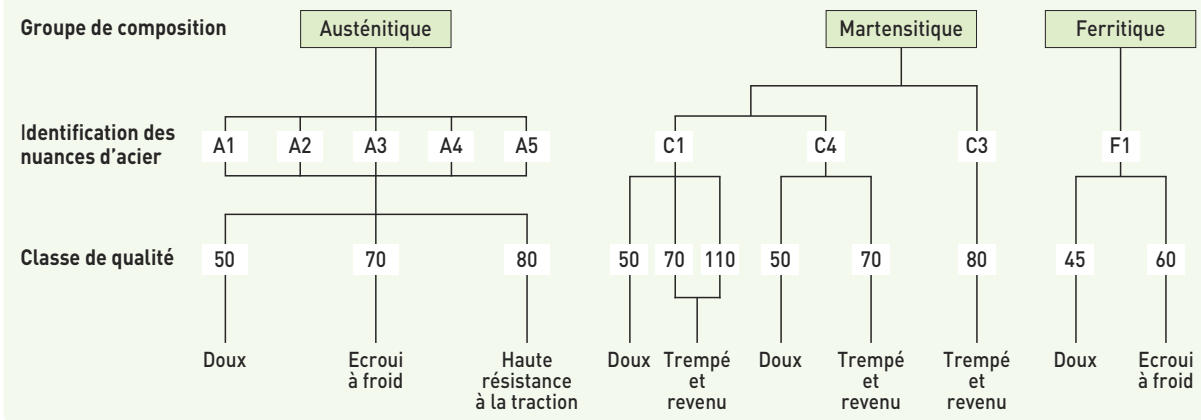 Groupe de composition Austénitique Martensitique Ferritique
Identification des
nuances d'acier
A1 A2 A3 A4 A5 C1 C4 C3 F1
Classe de qualité 50 70 80 50 70 110 50 70 80 45 60
Doux Ecroui Haute Doux Trempé Doux Trempé Trempé Doux Ecroui
à froid résistance et et et à froid
à la traction revenu revenu revenu